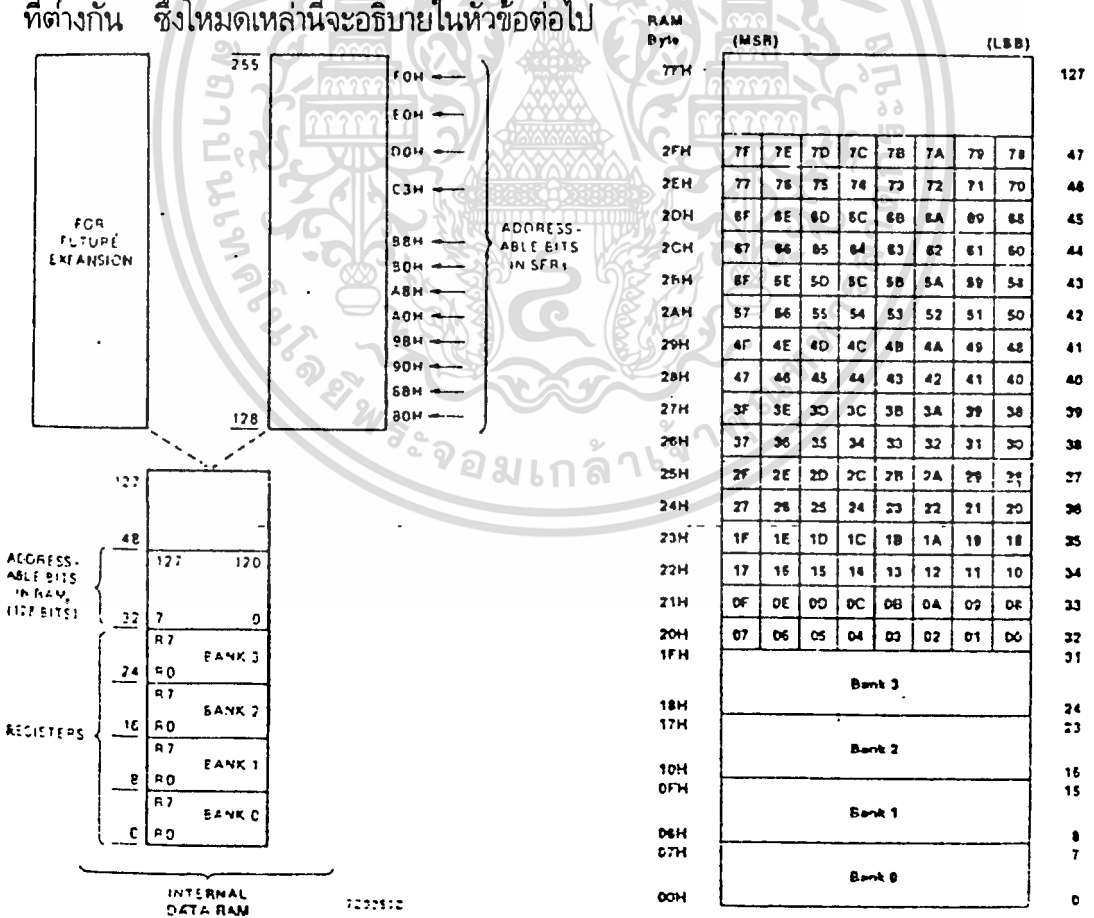 ที่ต่างกัน ซึ่งโหมดเหล่านี้จะอธิบายในหัวข้อต่อไป
255
128
FOR
FUTURE
EXPANSION
F0H
E0H
D0H
C3H
B8H
B0H
A8H
A0H
98H
90H
88H
80H
ADDRESS-
ABLE BITS
IN SFR,
127
48
127 120
ADDRESS-
ABLE BITS
IN RAM,
(128 BITS)
32 7 0
R7
BANK 3
24 R0
R7
BANK 2
16 R0
REGISTERS
R7
BANK 1
8 R0
R7
BANK 0
0 R0
INTERNAL
DATA RAM
RAM
Byte (MSB) (LSB)
7FH 127
2FH 7F 7E 7D 7C 7B 7A 79 78 47
2EH 77 76 75 74 73 72 71 70 46
2DH 6F 6E 6D 6C 6B 6A 69 68 45
2CH 67 66 65 64 63 62 61 60 44
2BH 5F 5E 5D 5C 5B 5A 59 58 43
2AH 57 56 55 54 53 52 51 50 42
29H 4F 4E 4D 4C 4B 4A 49 48 41
28H 47 46 45 44 43 42 41 40 40
27H 3F 3E 3D 3C 3B 3A 39 38 39
26H 37 36 35 34 33 32 31 30 38
25H 2F 2E 2D 2C 2B 2A 29 28 37
24H 27 26 25 24 23 22 21 20 36
23H 1F 1E 1D 1C 1B 1A 19 18 35
22H 17 16 15 14 13 12 11 10 34
21H 0F 0E 0D 0C 0B 0A 09 08 33
20H 07 06 05 04 03 02 01 00 32
1FH 31
Bank 3
18H 24
17H 23
Bank 2
10H 16
0FH 15
Bank 1
08H 8
07H 7
Bank 0
00H 0